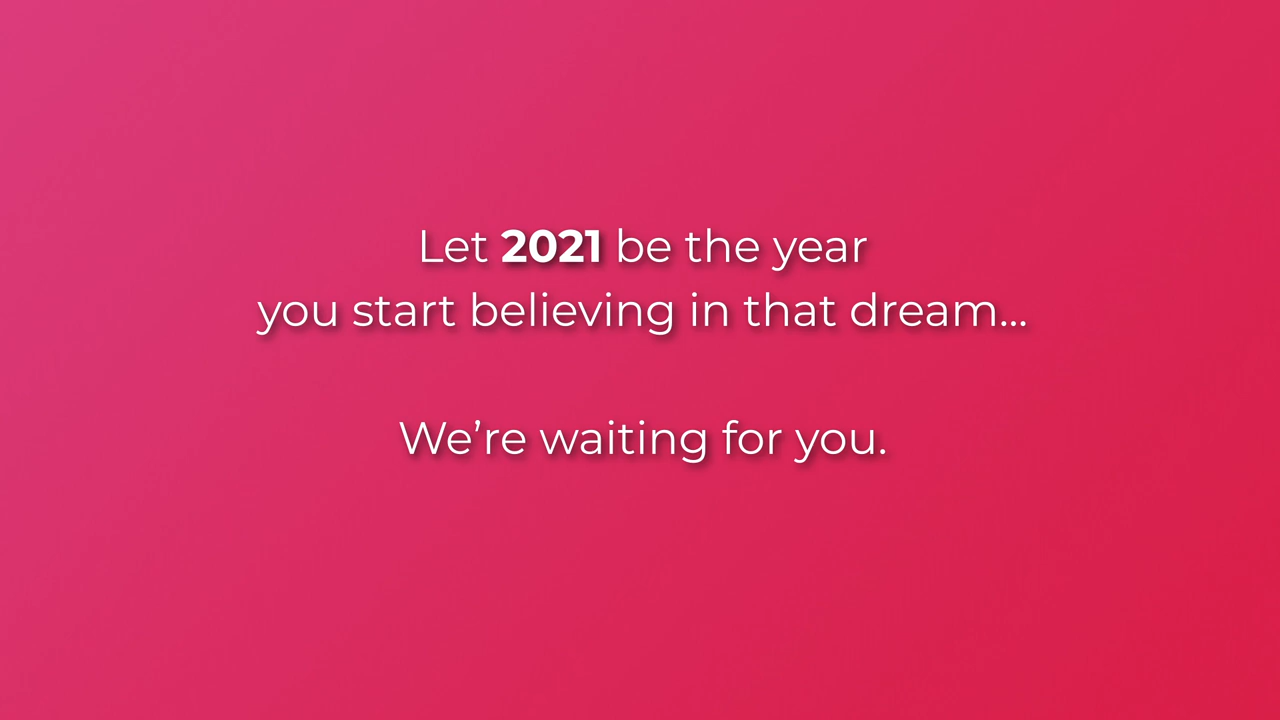 Let 2021 be the year
you start believing in that dream...
We’re waiting for you.